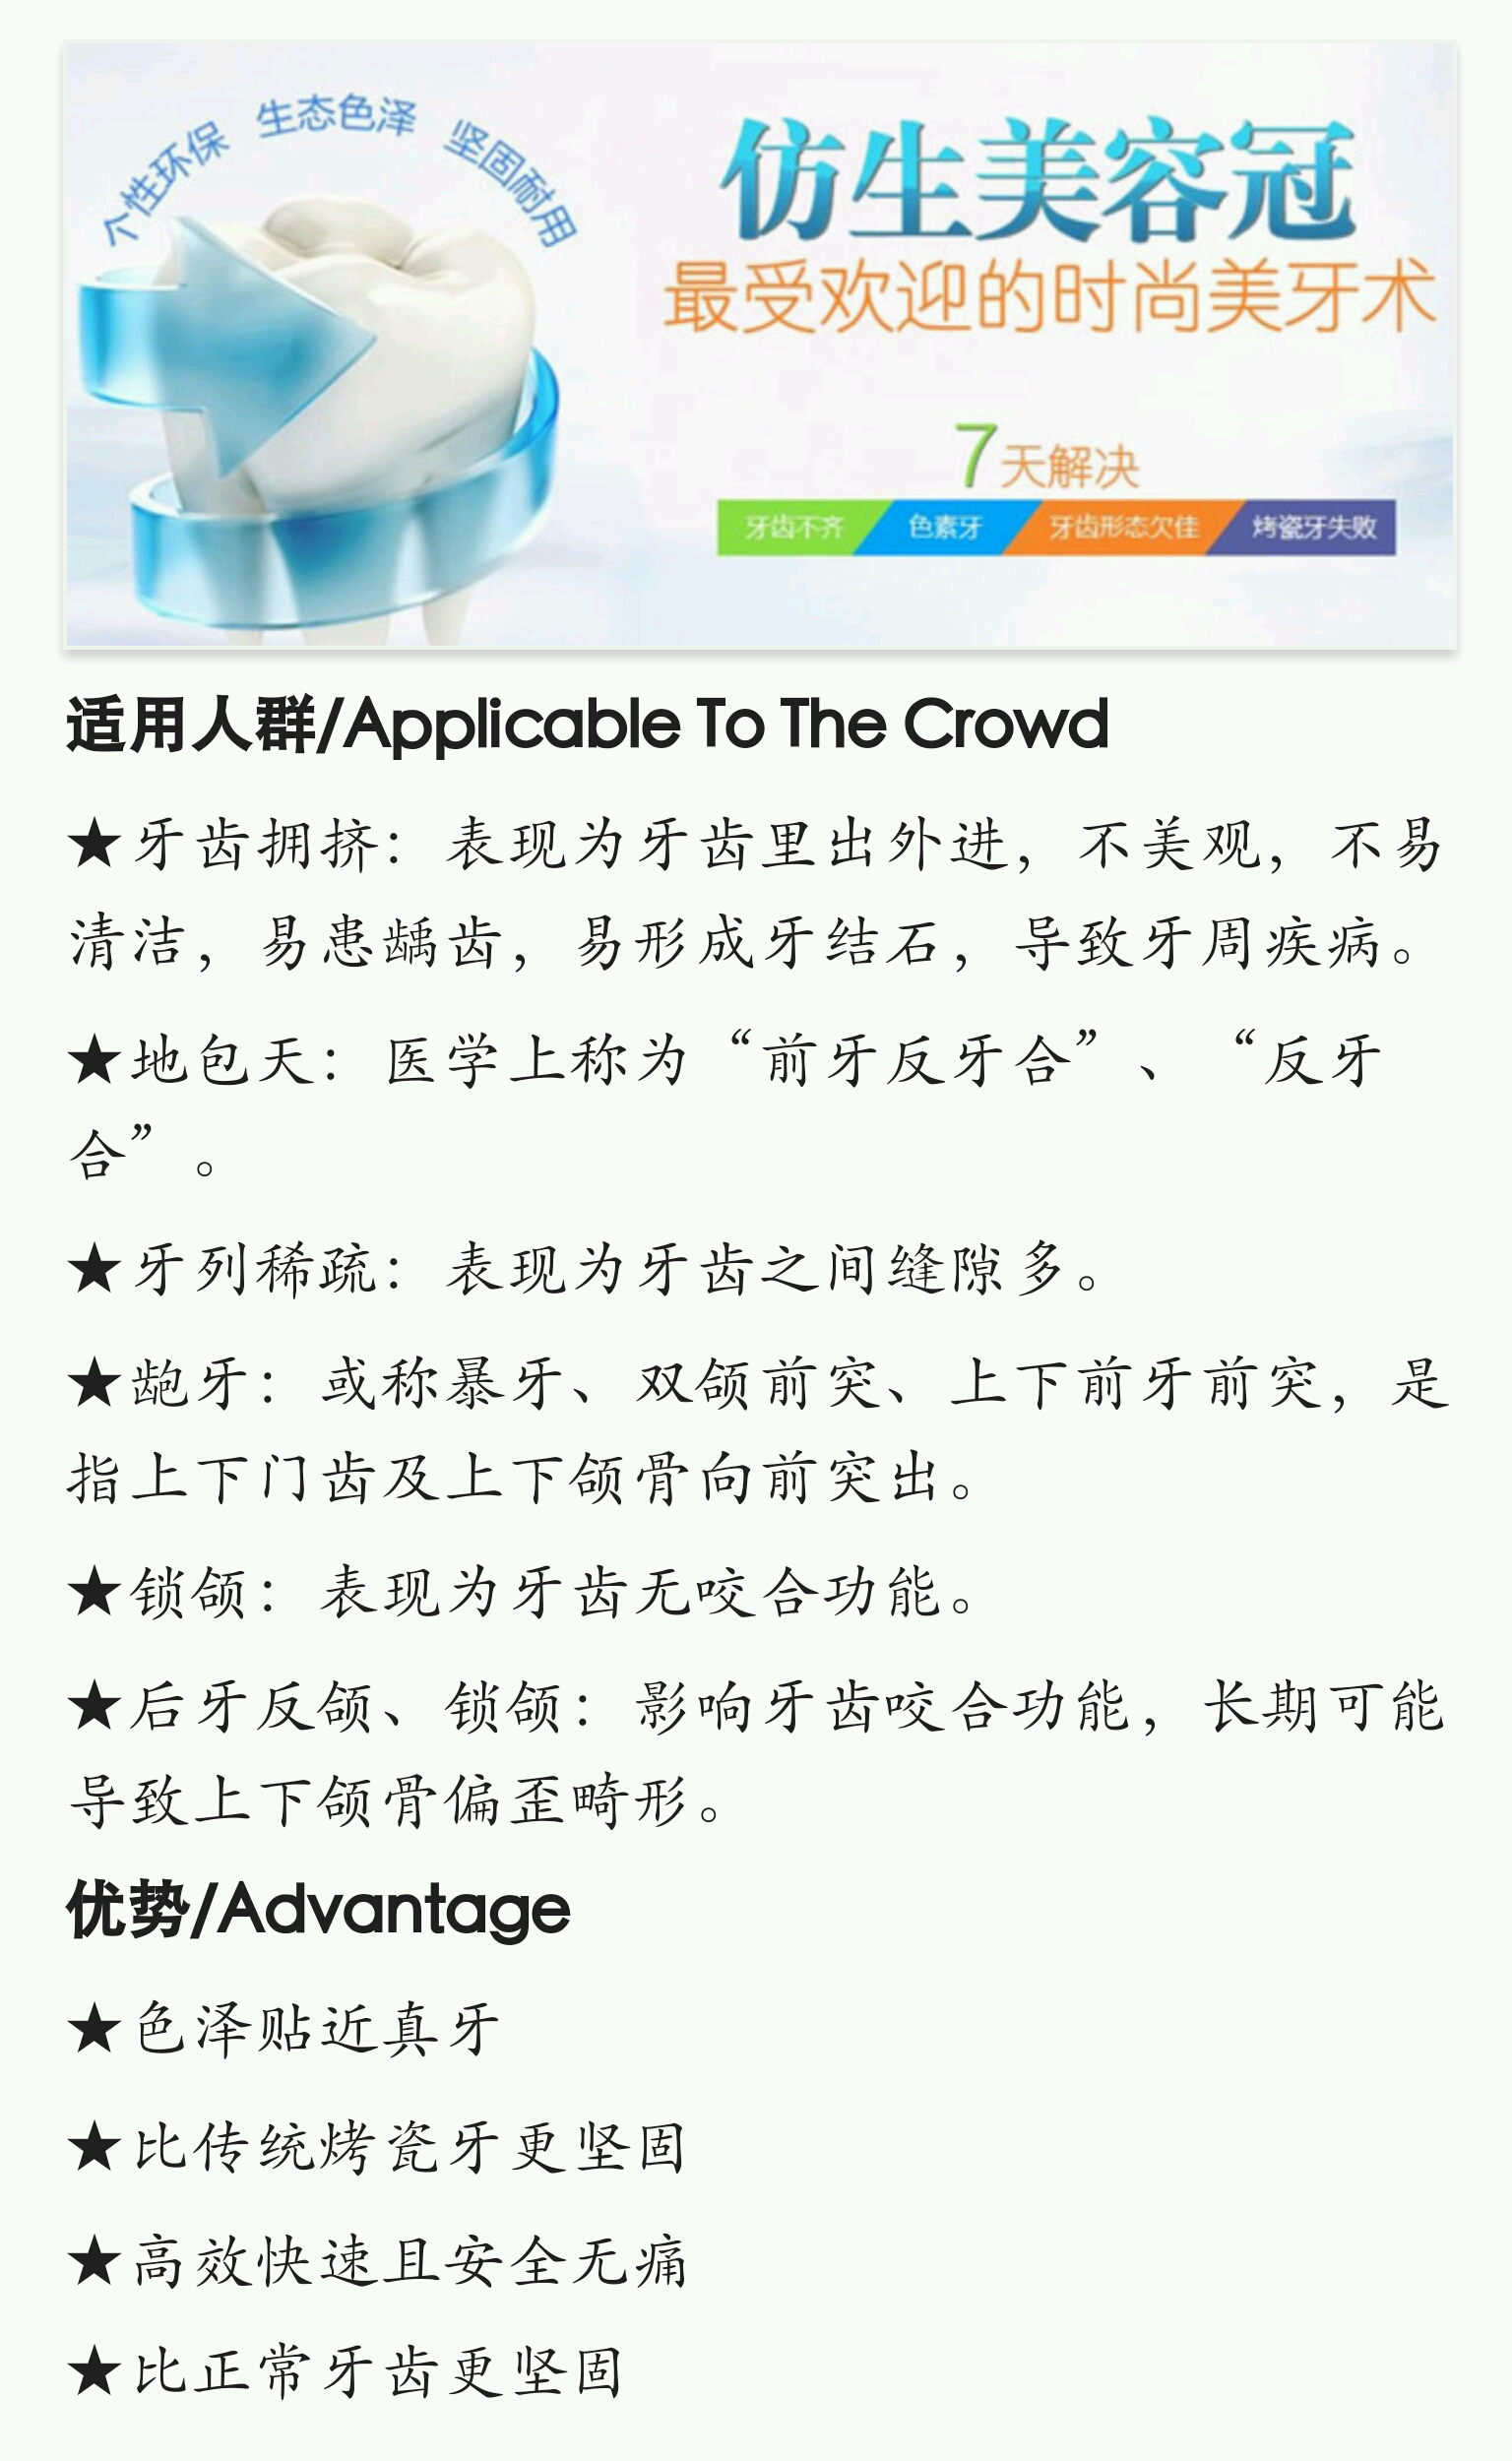 个性环保 生态色泽 坚固耐用
仿生美容冠
最受欢迎的时尚美牙术
7天解决
牙齿不齐 色素牙 牙齿形态欠佳 烤瓷牙失败
适用人群/Applicable To The Crowd
★牙齿拥挤：表现为牙齿里出外进，不美观，不易
清洁，易患龋齿，易形成牙结石，导致牙周疾病。
★地包天：医学上称为“前牙反牙合”、“反牙
合”。
★牙列稀疏：表现为牙齿之间缝隙多。
★龅牙：或称暴牙、双颌前突、上下前牙前突，是
指上下门齿及上下颌骨向前突出。
★锁颌：表现为牙齿无咬合功能。
★后牙反颌、锁颌：影响牙齿咬合功能，长期可能
导致上下颌骨偏歪畸形。
优势/Advantage
★色泽贴近真牙
★比传统烤瓷牙更坚固
★高效快速且安全无痛
★比正常牙齿更坚固